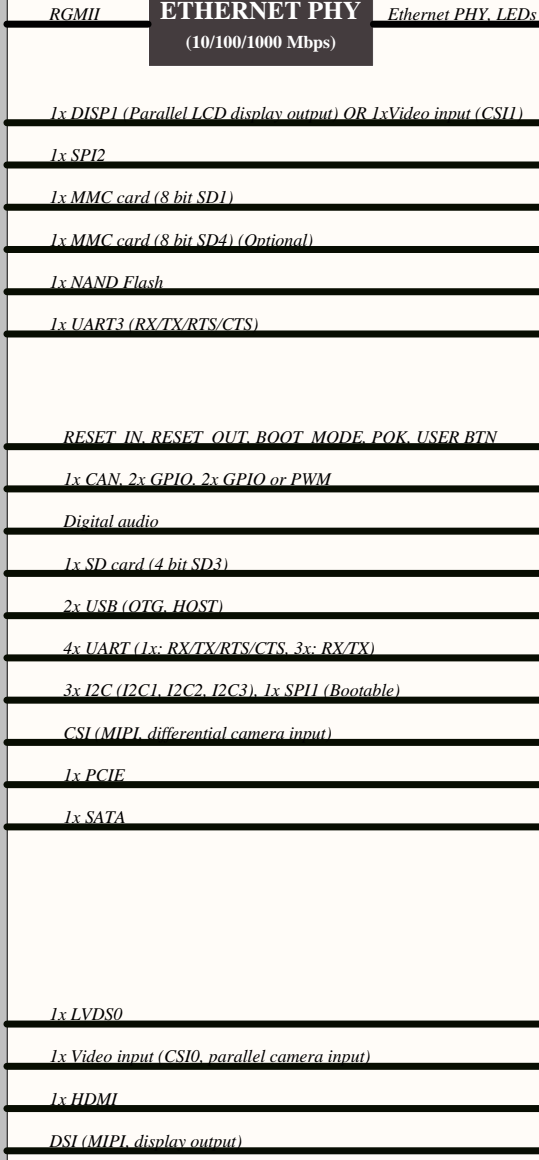 RGMII
ETHERNET PHY
(10/100/1000 Mbps)
Ethernet PHY, LEDs
1x DISP1 (Parallel LCD display output) OR 1xVideo input (CSI1)
1x SPI2
1x MMC card (8 bit SD1)
1x MMC card (8 bit SD4) (Optional)
1x NAND Flash
1x UART3 (RX/TX/RTS/CTS)
RESET_IN, RESET_OUT, BOOT_MODE, POK, USER BTN
1x CAN, 2x GPIO, 2x GPIO or PWM
Digital audio
1x SD card (4 bit SD3)
2x USB (OTG, HOST)
4x UART (1x: RX/TX/RTS/CTS, 3x: RX/TX)
3x I2C (I2C1, I2C2, I2C3), 1x SPI1 (Bootable)
CSI (MIPI, differential camera input)
1x PCIE
1x SATA
1x LVDS0
1x Video input (CSI0, parallel camera input)
1x HDMI
DSI (MIPI, display output)